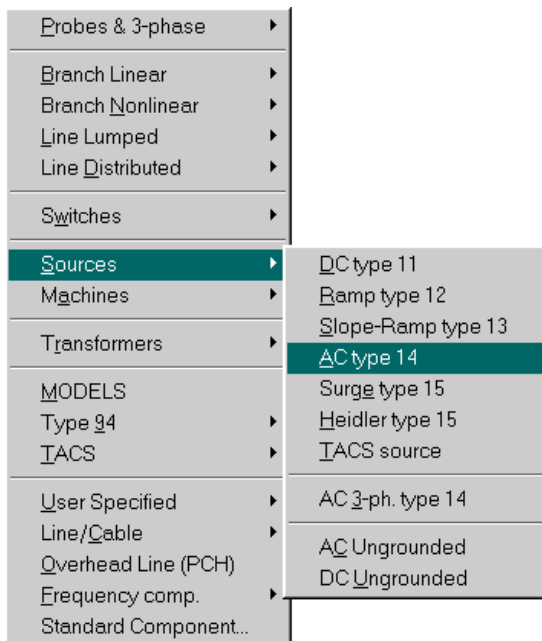 Probes & 3-phase
Branch Linear
Branch Nonlinear
Line Lumped
Line Distributed
Switches
Sources
Machines
Transformers
MODELS
Type 94
TACS
User Specified
Line/Cable
Overhead Line (PCH)
Frequency comp.
Standard Component...
DC type 11
Ramp type 12
Slope-Ramp type 13
AC type 14
Surge type 15
Heidler type 15
TACS source
AC 3-ph. type 14
AC Ungrounded
DC Ungrounded